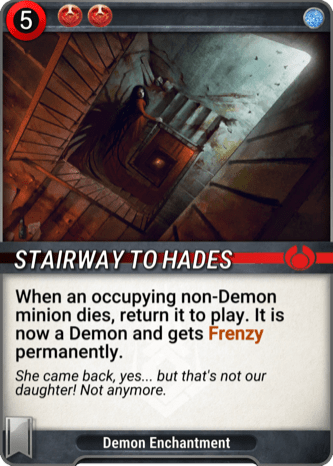 5
STAIRWAY TO HADES
When an occupying non-Demon
minion dies, return it to play. It is
now a Demon and gets Frenzy
permanently.
She came back, yes... but that's not our
daughter! Not anymore.
Demon Enchantment